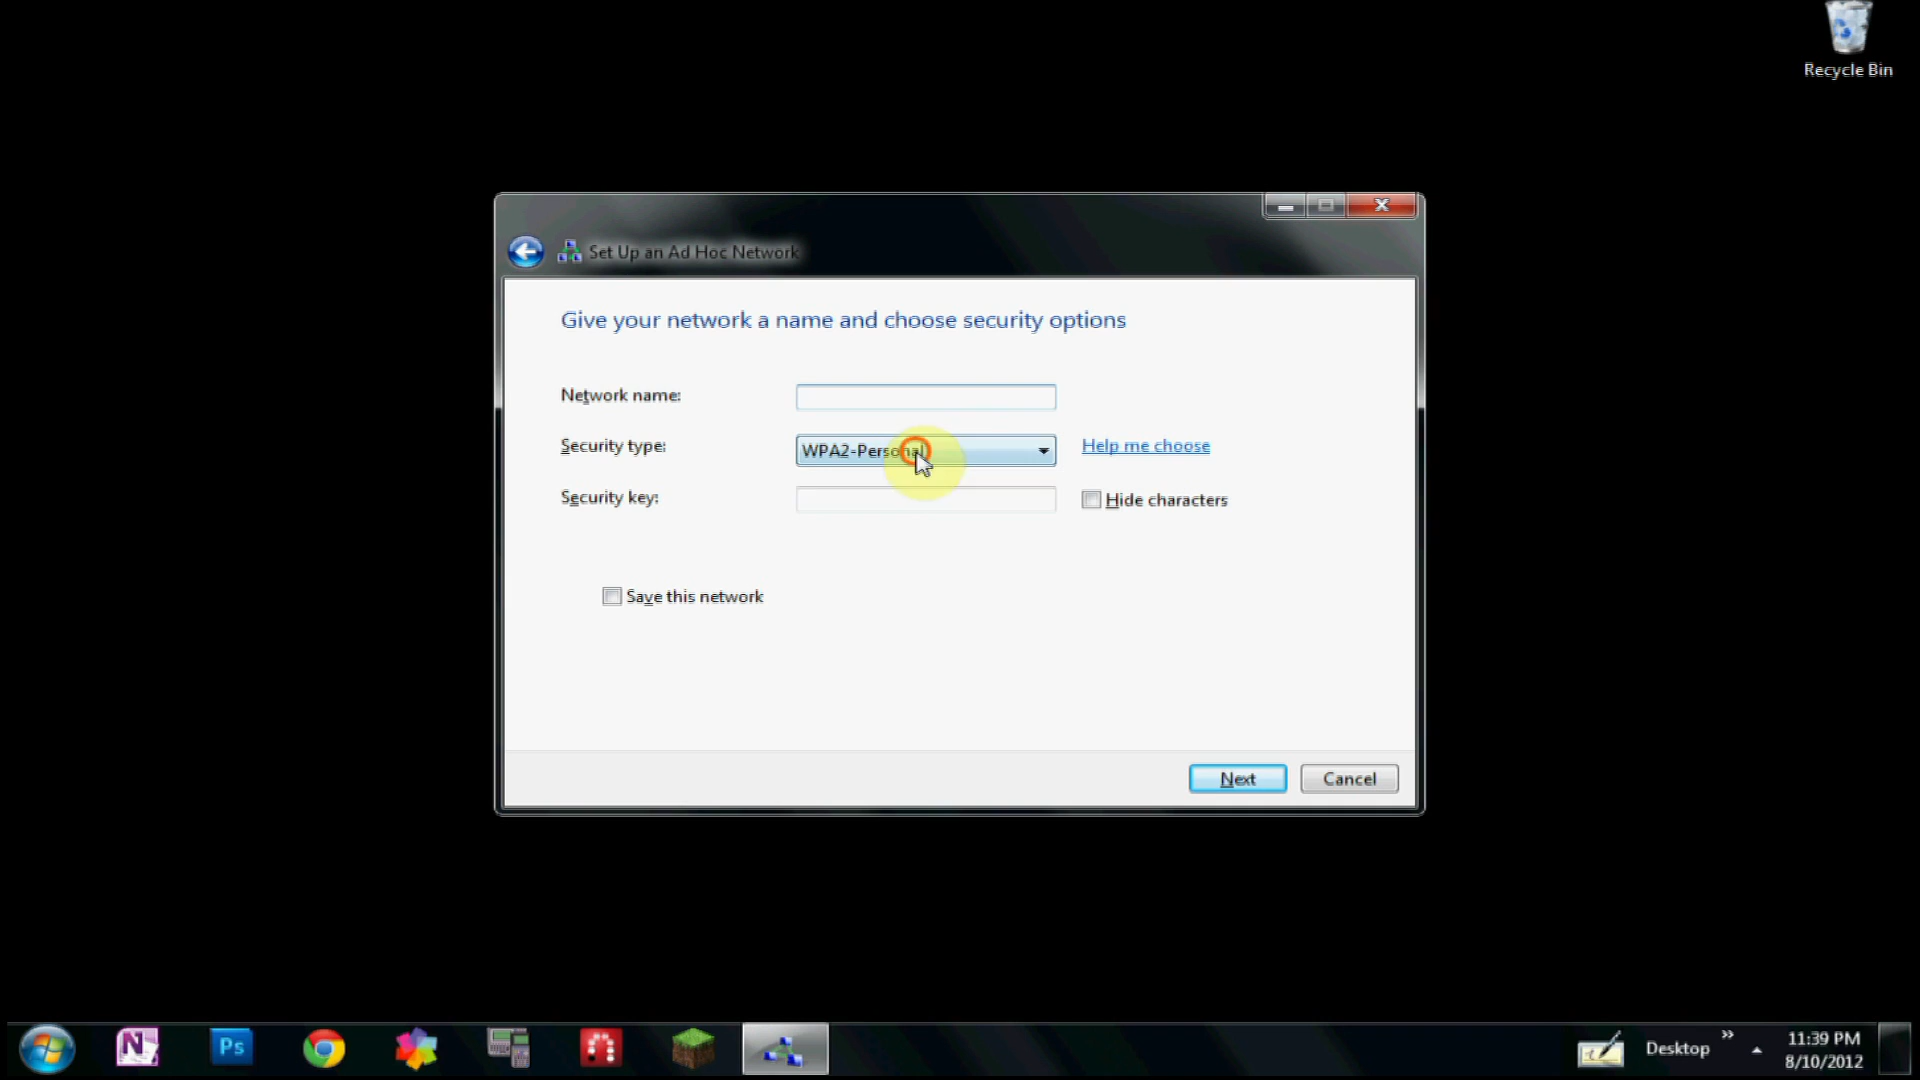 Recycle Bin
Set Up an Ad Hoc Network
Give your network a name and choose security options
Network name:
Security type:
WPA2-Personal
Help me choose
Security key:
Hide characters
Save this network
Next
Cancel
N
Ps
Desktop
»
11:39 PM
8/10/2012